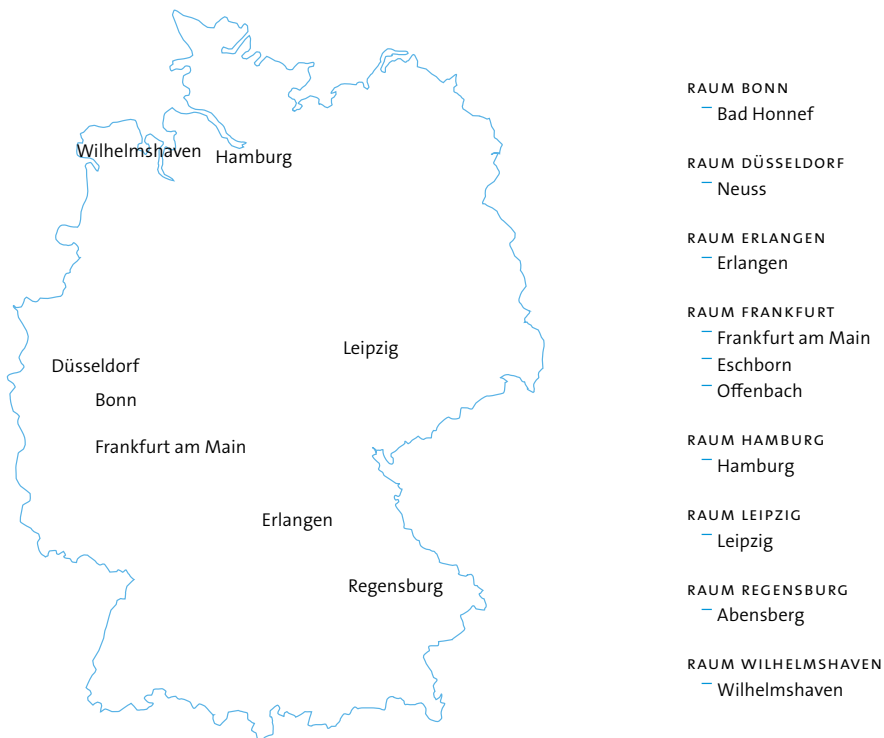 Wilhelmshaven
Hamburg
Leipzig
Düsseldorf
Bonn
Frankfurt am Main
Erlangen
Regensburg
RAUM BONN
– Bad Honnef
RAUM DÜSSELDORF
– Neuss
RAUM ERLANGEN
– Erlangen
RAUM FRANKFURT
– Frankfurt am Main
– Eschborn
– Offenbach
RAUM HAMBURG
– Hamburg
RAUM LEIPZIG
– Leipzig
RAUM REGENSBURG
– Abensberg
RAUM WILHELMSHAVEN
– Wilhelmshaven